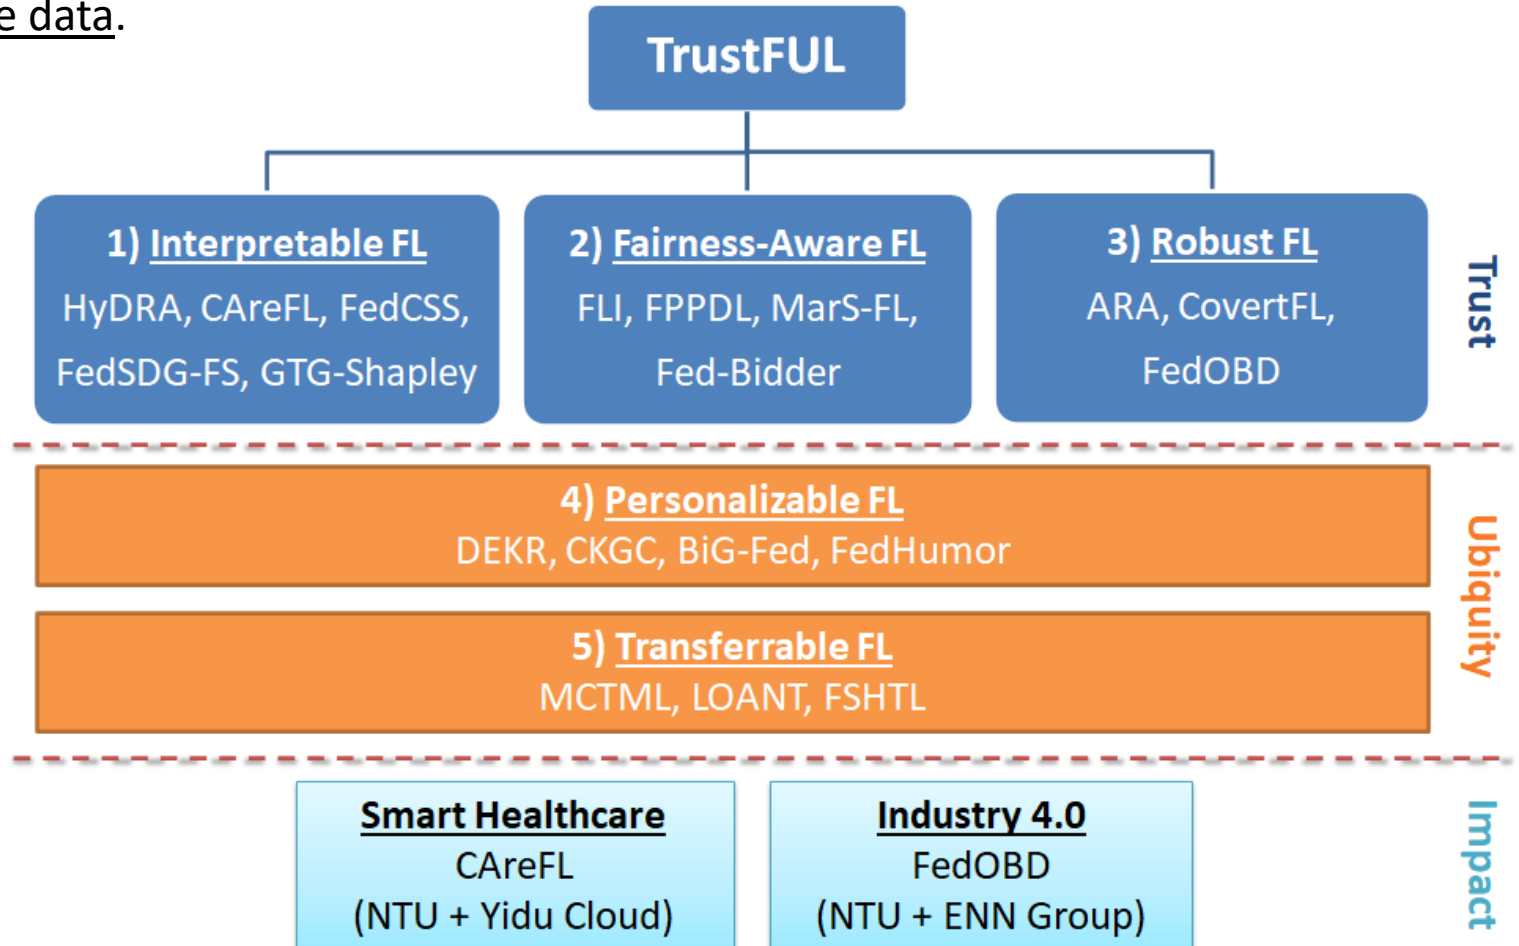 e data.
TrustFUL
1) Interpretable FL
HyDRA, CAreFL, FedCSS,
FedSDG-FS, GTG-Shapley
2) Fairness-Aware FL
FLI, FPPDL, MarS-FL,
Fed-Bidder
3) Robust FL
ARA, CovertFL,
FedOBD
Trust
4) Personalizable FL
DEKR, CKGC, BiG-Fed, FedHumor
5) Transferrable FL
MCTML, LOANT, FSHTL
Ubiquity
Smart Healthcare
CAreFL
(NTU + Yidu Cloud)
Industry 4.0
FedOBD
(NTU + ENN Group)
Impact